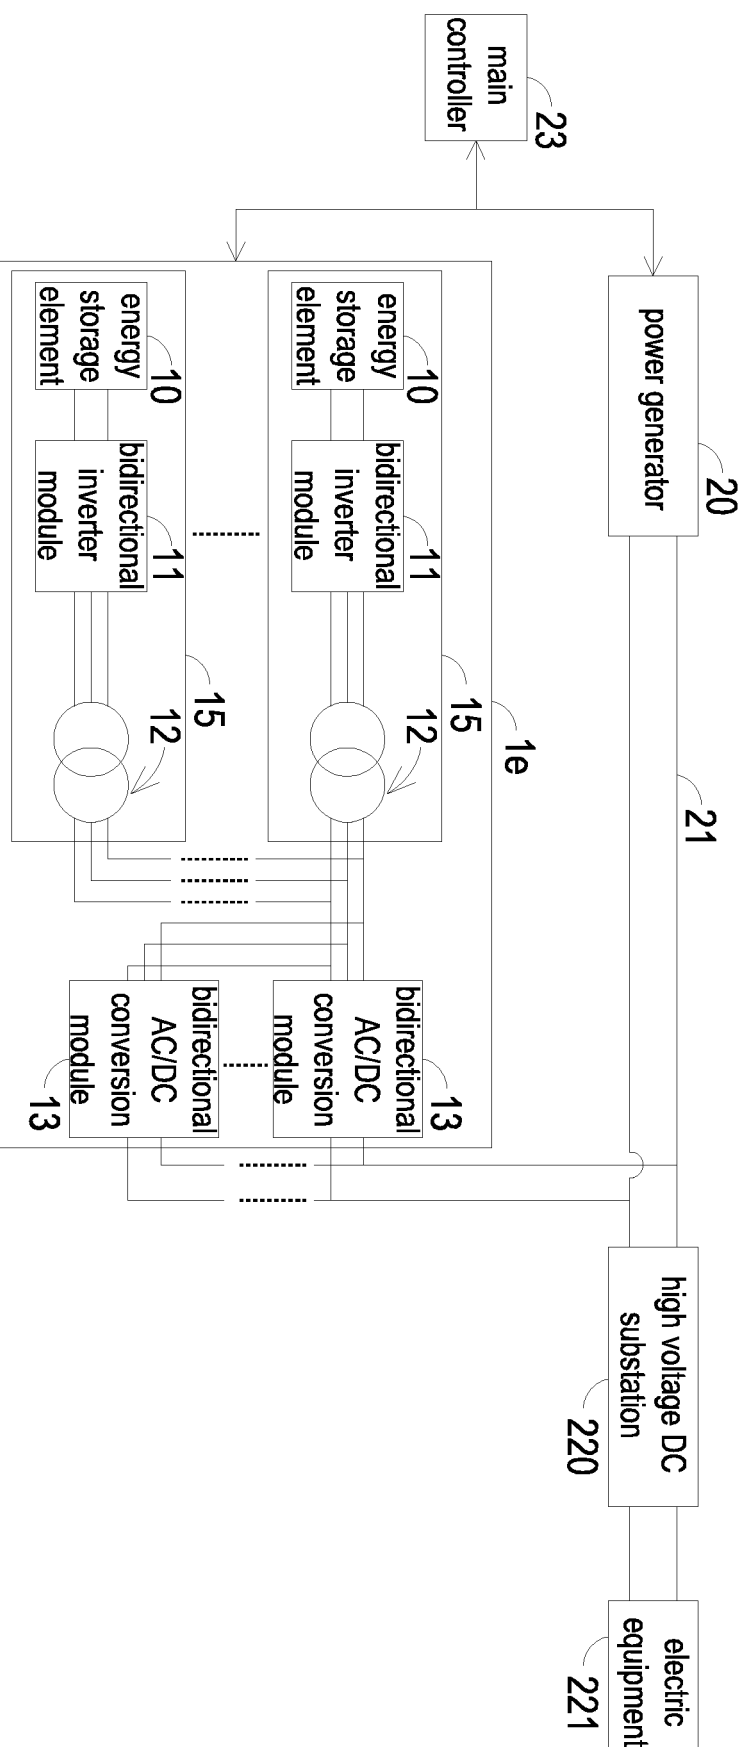 main
controller
23
power generator
20
21
1e
energy
storage
element
10
bidirectional
inverter
module
11
12
15
energy
storage
element
10
bidirectional
inverter
module
11
12
15
bidirectional
AC/DC
conversion
module
13
bidirectional
AC/DC
conversion
module
13
high voltage DC
substation
220
electric
equipment
221